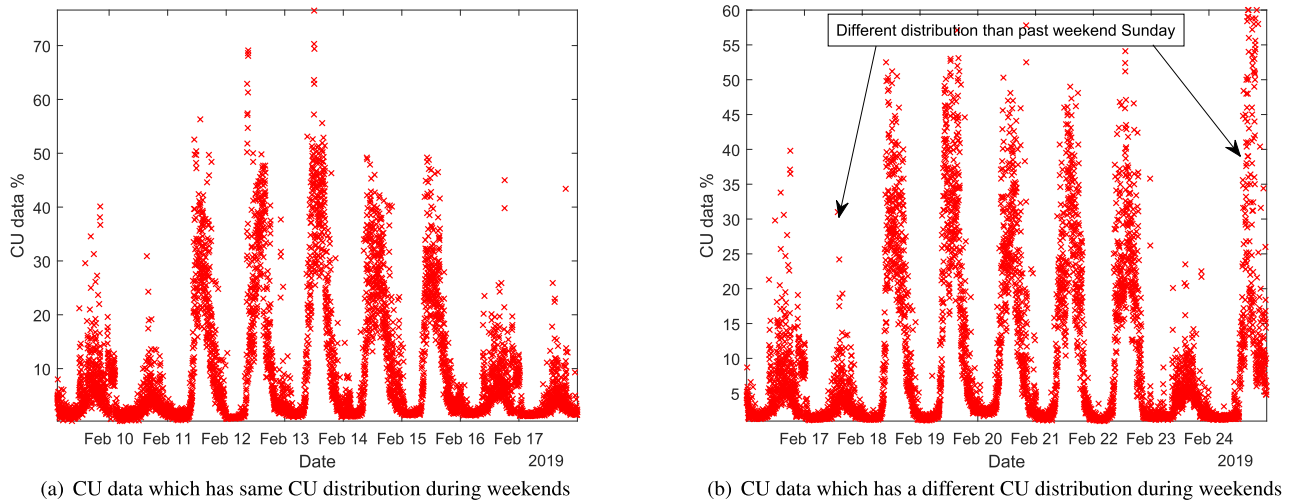 70
60
50
40
30
20
10
CU data %
Feb 10 Feb 11 Feb 12 Feb 13 Feb 14 Feb 15 Feb 16 Feb 17
Date 2019
(a) CU data which has same CU distribution during weekends
Different distribution than past weekend Sunday
60
55
50
45
40
35
30
25
20
15
10
5
CU data %
Feb 17 Feb 18 Feb 19 Feb 20 Feb 21 Feb 22 Feb 23 Feb 24
Date 2019
(b) CU data which has a different CU distribution during weekends